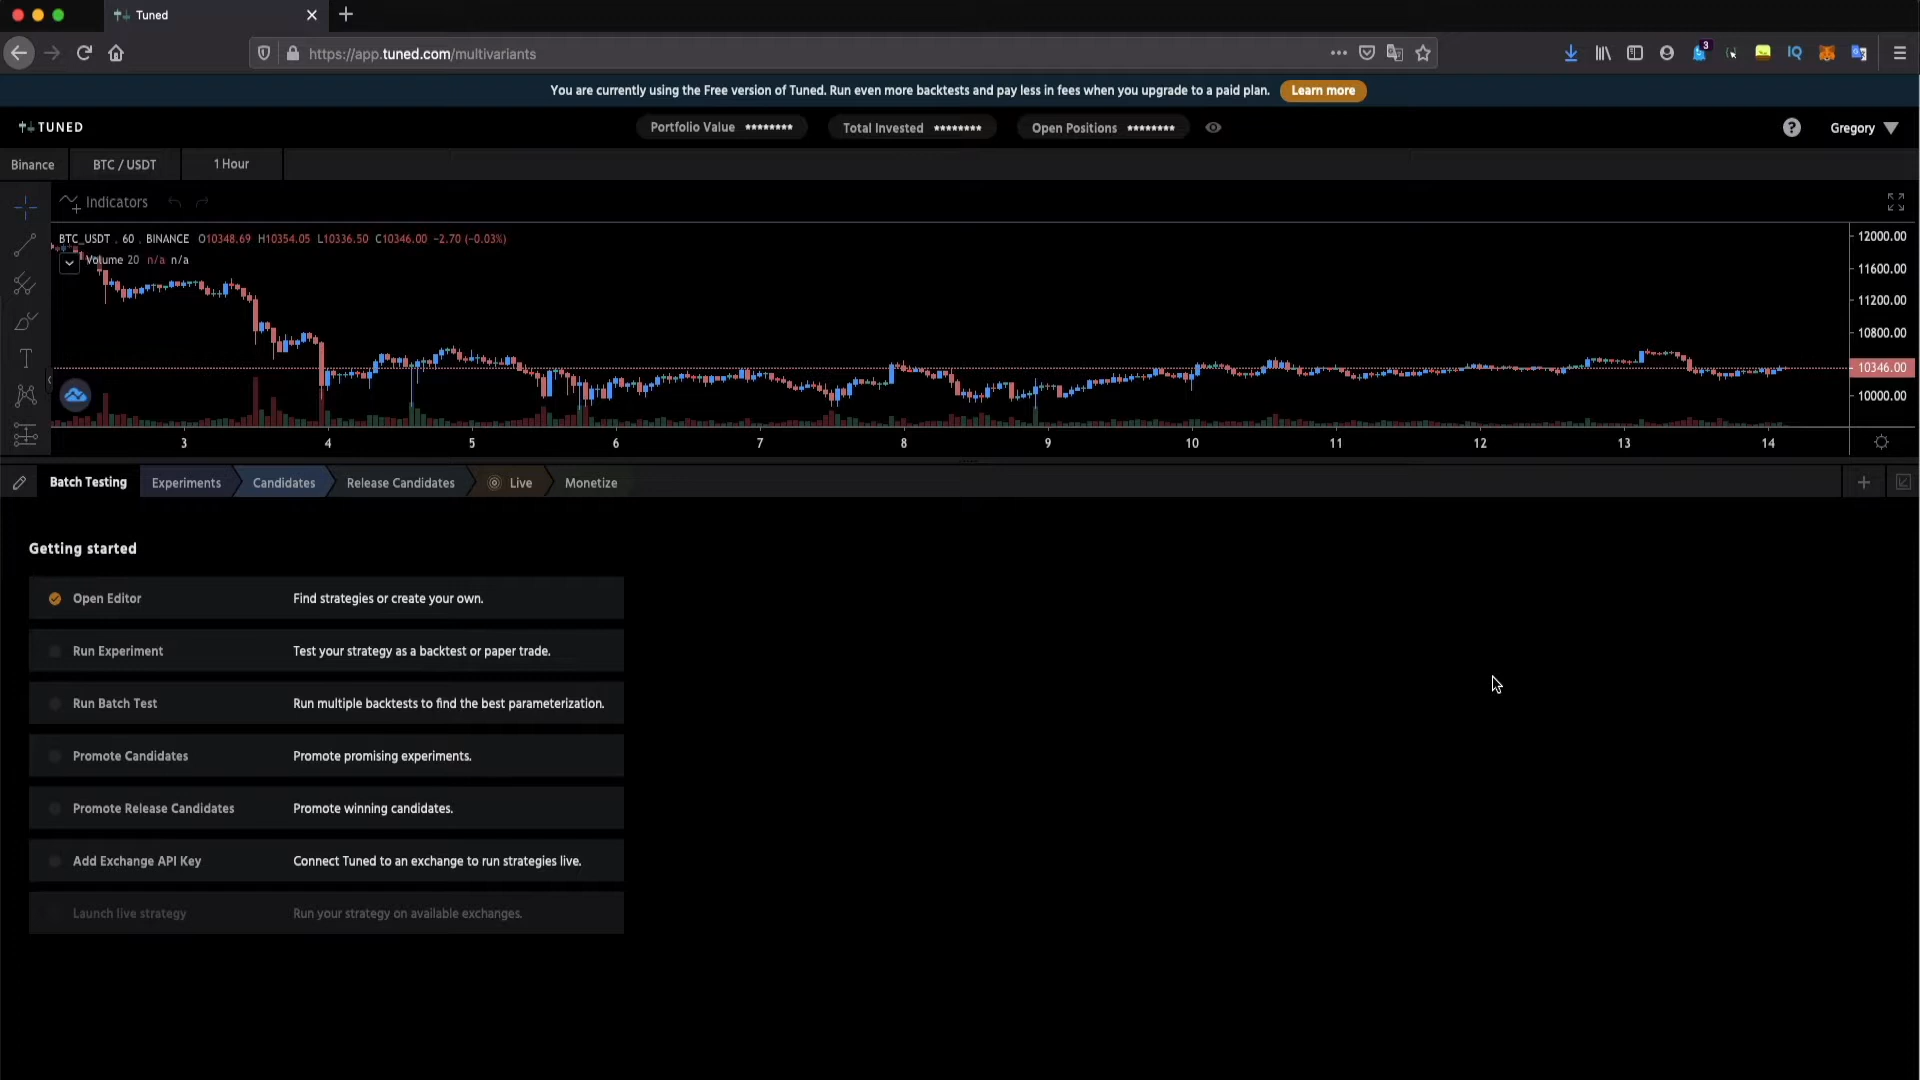 Tuned
https://app.tuned.com/multivariants
3
IQ
You are currently using the Free version of Tuned. Run even more backtests and pay less in fees when you upgrade to a paid plan. Learn more
TUNED
Portfolio Value ********
Total Invested ********
Open Positions ********
?
Gregory
Binance
BTC / USDT
1 Hour
Indicators
BTC_USDT . 60 . BINANCE O10348.69 H10354.05 L10336.50 C10346.00 −2.70 (−0.03%)
Volume 20 n/a n/a
12000.00
11600.00
11200.00
10800.00
10346.00
10000.00
3 4 5 6 7 8 9 10 11 12 13 14
Batch Testing
Experiments
Candidates
Release Candidates
Live
Monetize
Getting started
Open Editor Find strategies or create your own.
Run Experiment Test your strategy as a backtest or paper trade.
Run Batch Test Run multiple backtests to find the best parameterization.
Promote Candidates Promote promising experiments.
Promote Release Candidates Promote winning candidates.
Add Exchange API Key Connect Tuned to an exchange to run strategies live.
Launch live strategy Run your strategy on available exchanges.